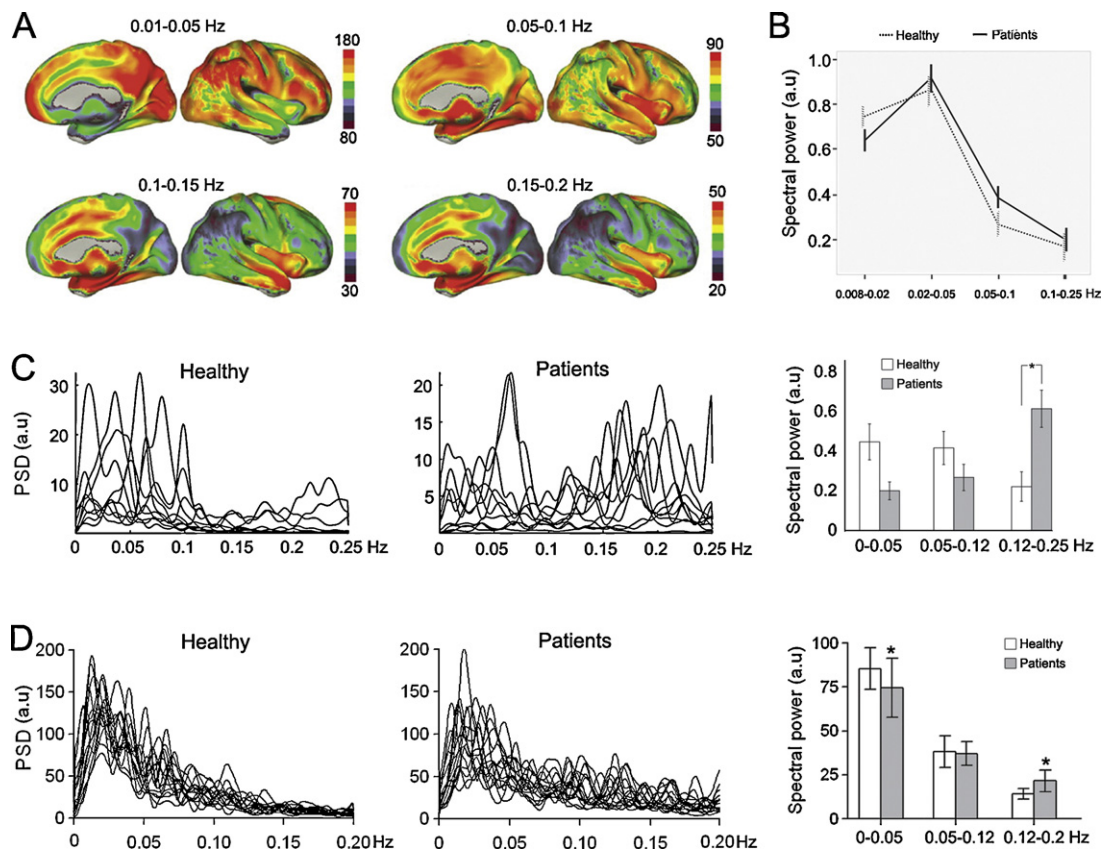 A
0.01-0.05 Hz
180
80
0.05-0.1 Hz
90
50
0.1-0.15 Hz
70
30
0.15-0.2 Hz
50
20
B
Healthy Patients
Spectral power (a.u)
1.0
0.8
0.6
0.4
0.2
0.008-0.02 0.02-0.05 0.05-0.1 0.1-0.25 Hz
C
Healthy
PSD (a.u)
30
20
10
0 0.05 0.1 0.15 0.2 0.25 Hz
Patients
20
15
10
5
0 0.05 0.1 0.15 0.2 0.25 Hz
Healthy
Patients
*
Spectral power (a.u)
0.8
0.6
0.4
0.2
0
0-0.05 0.05-0.12 0.12-0.25 Hz
D
Healthy
PSD (a.u)
200
150
100
50
0
0 0.05 0.10 0.15 0.20 Hz
Patients
200
150
100
50
0
0 0.05 0.10 0.15 0.20 Hz
Healthy
Patients
*
*
Spectral power (a.u)
100
75
50
25
0
0-0.05 0.05-0.12 0.12-0.2 Hz